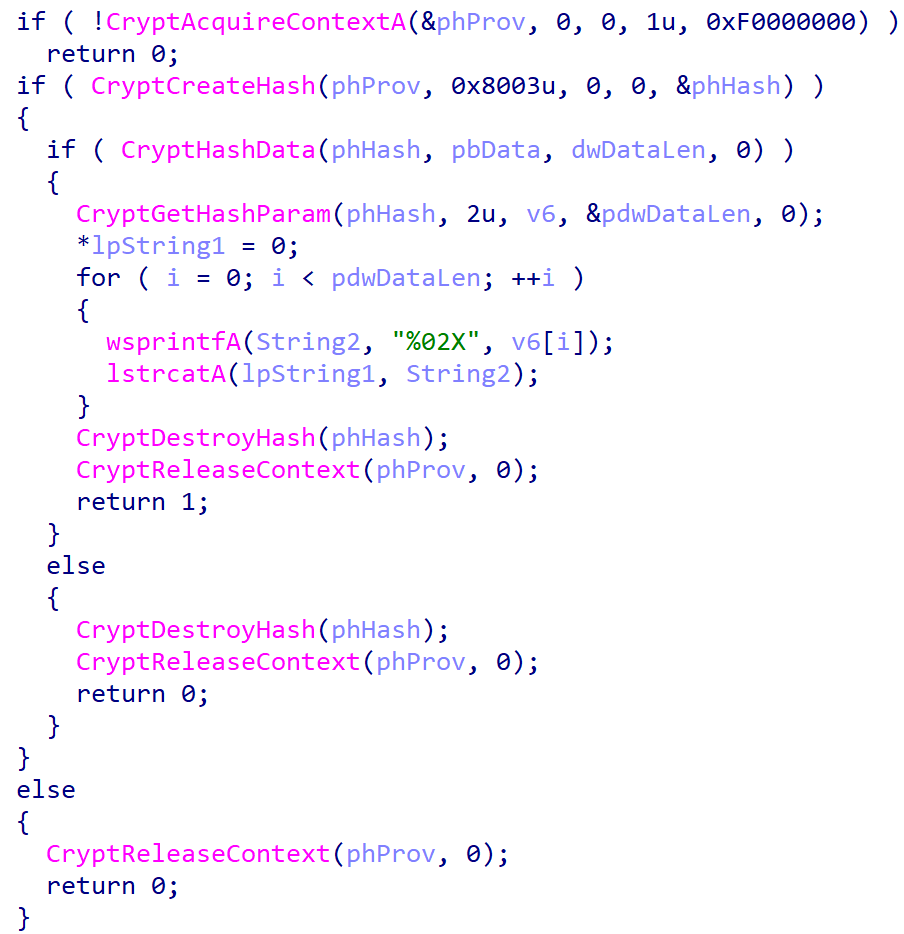 if ( !CryptAcquireContextA(&phProv, 0, 0, 1u, 0xF0000000) )
  return 0;
if ( CryptCreateHash(phProv, 0x8003u, 0, 0, &phHash) )
{
  if ( CryptHashData(phHash, pbData, dwDataLen, 0) )
  {
    CryptGetHashParam(phHash, 2u, v6, &pdwDataLen, 0);
    *lpString1 = 0;
    for ( i = 0; i < pdwDataLen; ++i )
    {
      wsprintfA(String2, "%02X", v6[i]);
      lstrcatA(lpString1, String2);
    }
    CryptDestroyHash(phHash);
    CryptReleaseContext(phProv, 0);
    return 1;
  }
  else
  {
    CryptDestroyHash(phHash);
    CryptReleaseContext(phProv, 0);
    return 0;
  }
}
else
{
  CryptReleaseContext(phProv, 0);
  return 0;
}